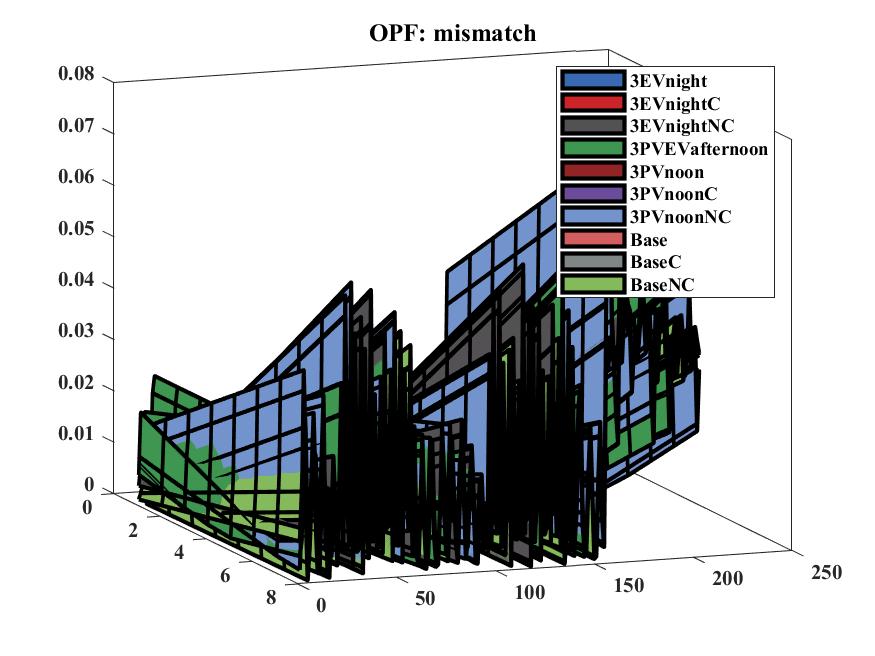 OPF: mismatch
0.08
0.07
0.06
0.05
0.04
0.03
0.02
0.01
0
0
2
4
6
8
0
50
100
150
200
250
3EVnight
3EVnightC
3EVnightNC
3PVEVafternoon
3PVnoon
3PVnoonC
3PVnoonNC
Base
BaseC
BaseNC